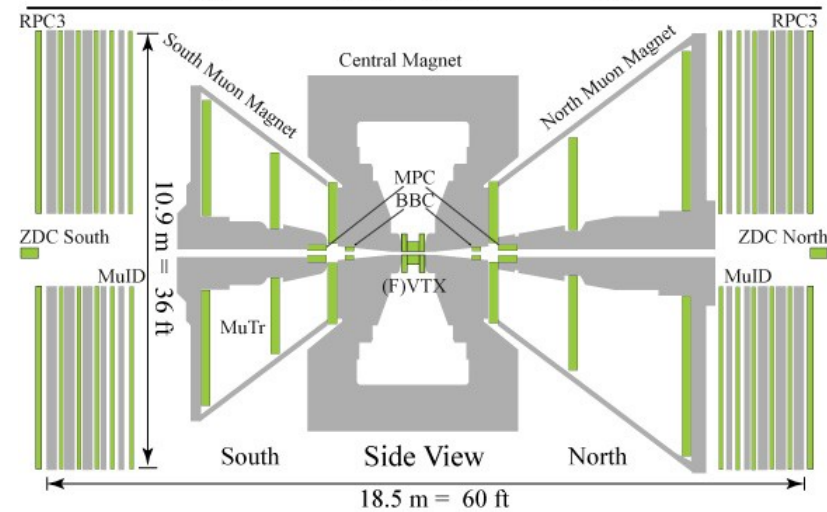 RPC3
RPC3
South Muon Magnet
Central Magnet
North Muon Magnet
MPC
BBC
ZDC South
ZDC North
MuID
10.9 m = 36 ft
(F)VTX
MuID
MuTr
South
Side View
North
18.5 m = 60 ft